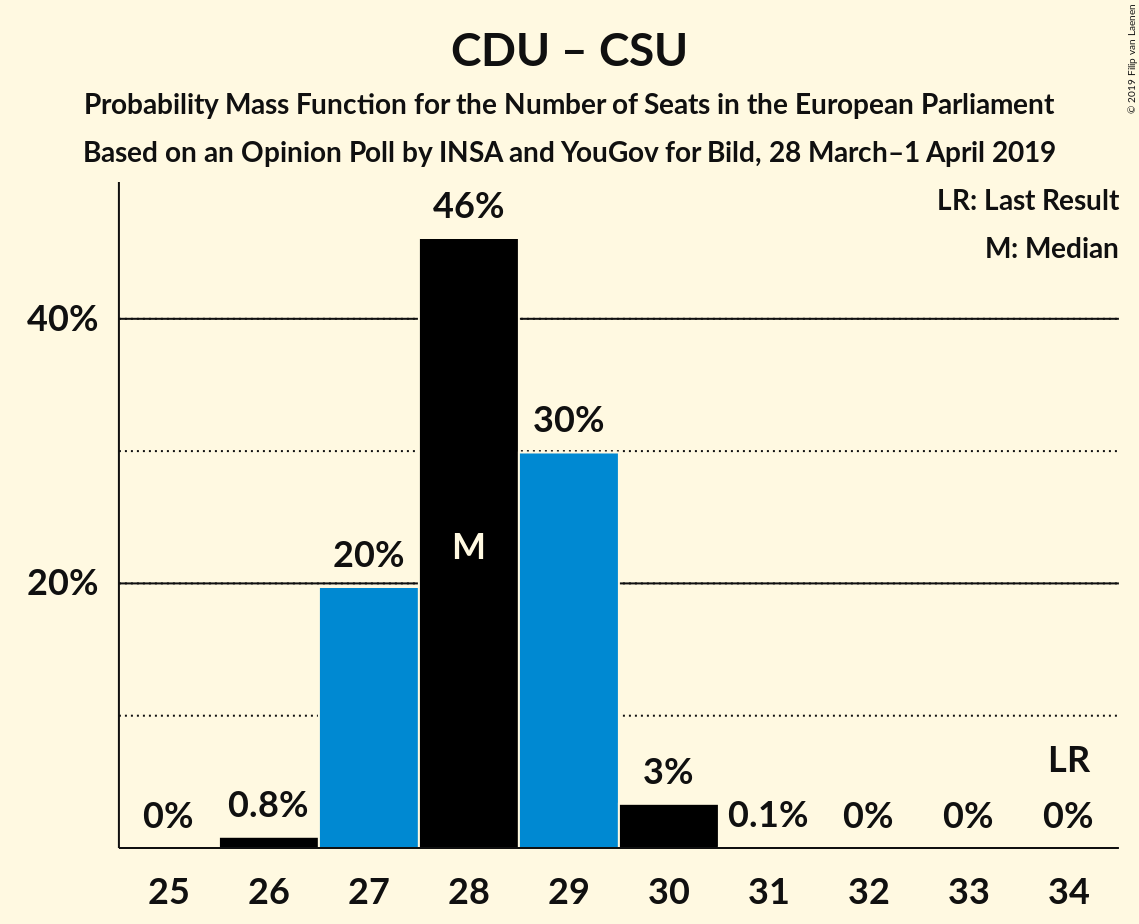 CDU – CSU
Probability Mass Function for the Number of Seats in the European Parliament
Based on an Opinion Poll by INSA and YouGov for Bild, 28 March–1 April 2019
© 2019 Filip van Laenen
LR: Last Result
M: Median
46%
40%
30%
M
20%
20%
LR
3%
0% 0.8% 0.1% 0% 0% 0%
25 26 27 28 29 30 31 32 33 34